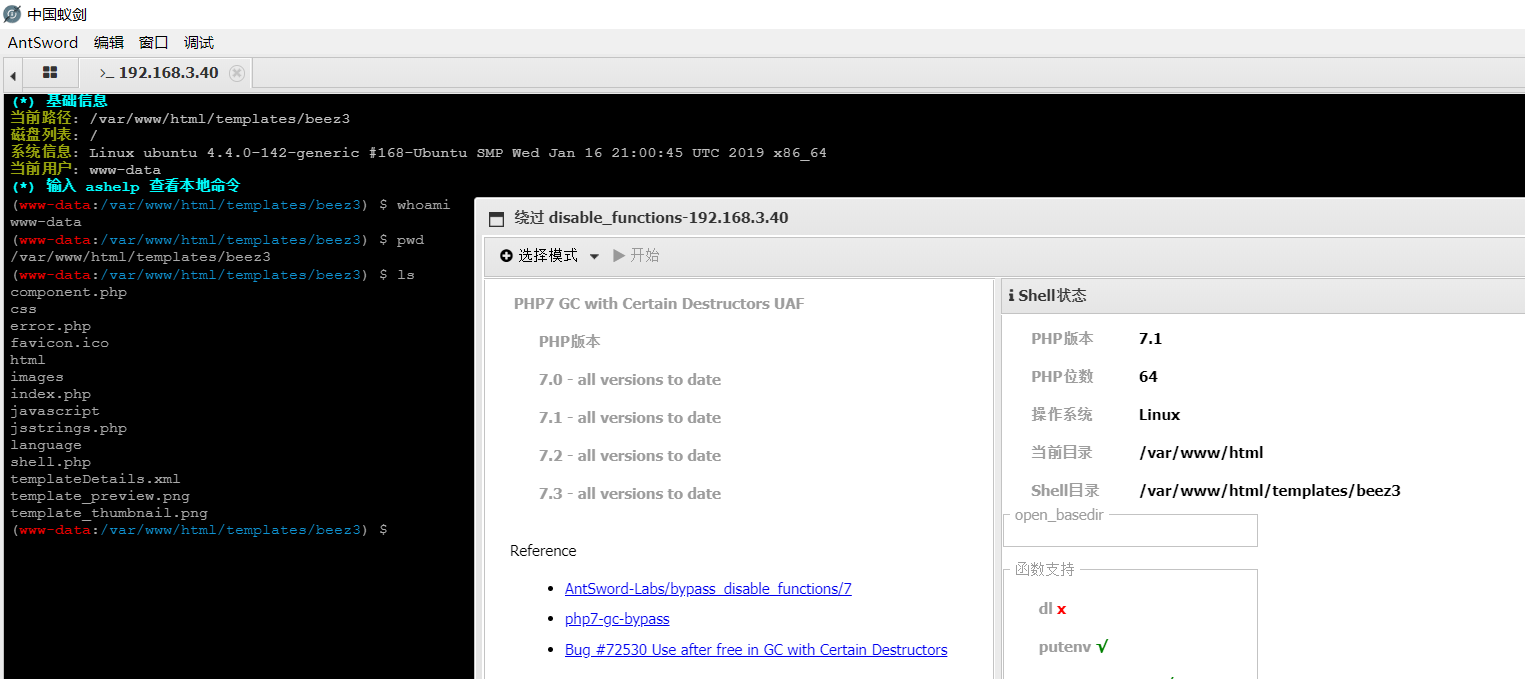 中国蚁剑
AntSword 编辑 窗口 调试
>_ 192.168.3.40
(*) 基础信息
当前路径: /var/www/html/templates/beez3
磁盘列表: /
系统信息: Linux ubuntu 4.4.0-142-generic #168-Ubuntu SMP Wed Jan 16 21:00:45 UTC 2019 x86_64
当前用户: www-data
(*) 输入 ashelp 查看本地命令
(www-data:/var/www/html/templates/beez3) $ whoami
www-data
(www-data:/var/www/html/templates/beez3) $ pwd
/var/www/html/templates/beez3
(www-data:/var/www/html/templates/beez3) $ ls
component.php
css
error.php
favicon.ico
html
images
index.php
javascript
jsstrings.php
language
shell.php
templateDetails.xml
template_preview.png
template_thumbnail.png
(www-data:/var/www/html/templates/beez3) $
绕过 disable_functions-192.168.3.40
选择模式 开始
PHP7 GC with Certain Destructors UAF
PHP版本
7.0 - all versions to date
7.1 - all versions to date
7.2 - all versions to date
7.3 - all versions to date
Reference
• AntSword-Labs/bypass_disable_functions/7
• php7-gc-bypass
• Bug #72530 Use after free in GC with Certain Destructors
Shell状态
PHP版本 7.1
PHP位数 64
操作系统 Linux
当前目录 /var/www/html
Shell目录 /var/www/html/templates/beez3
open_basedir
函数支持
dl x
putenv √